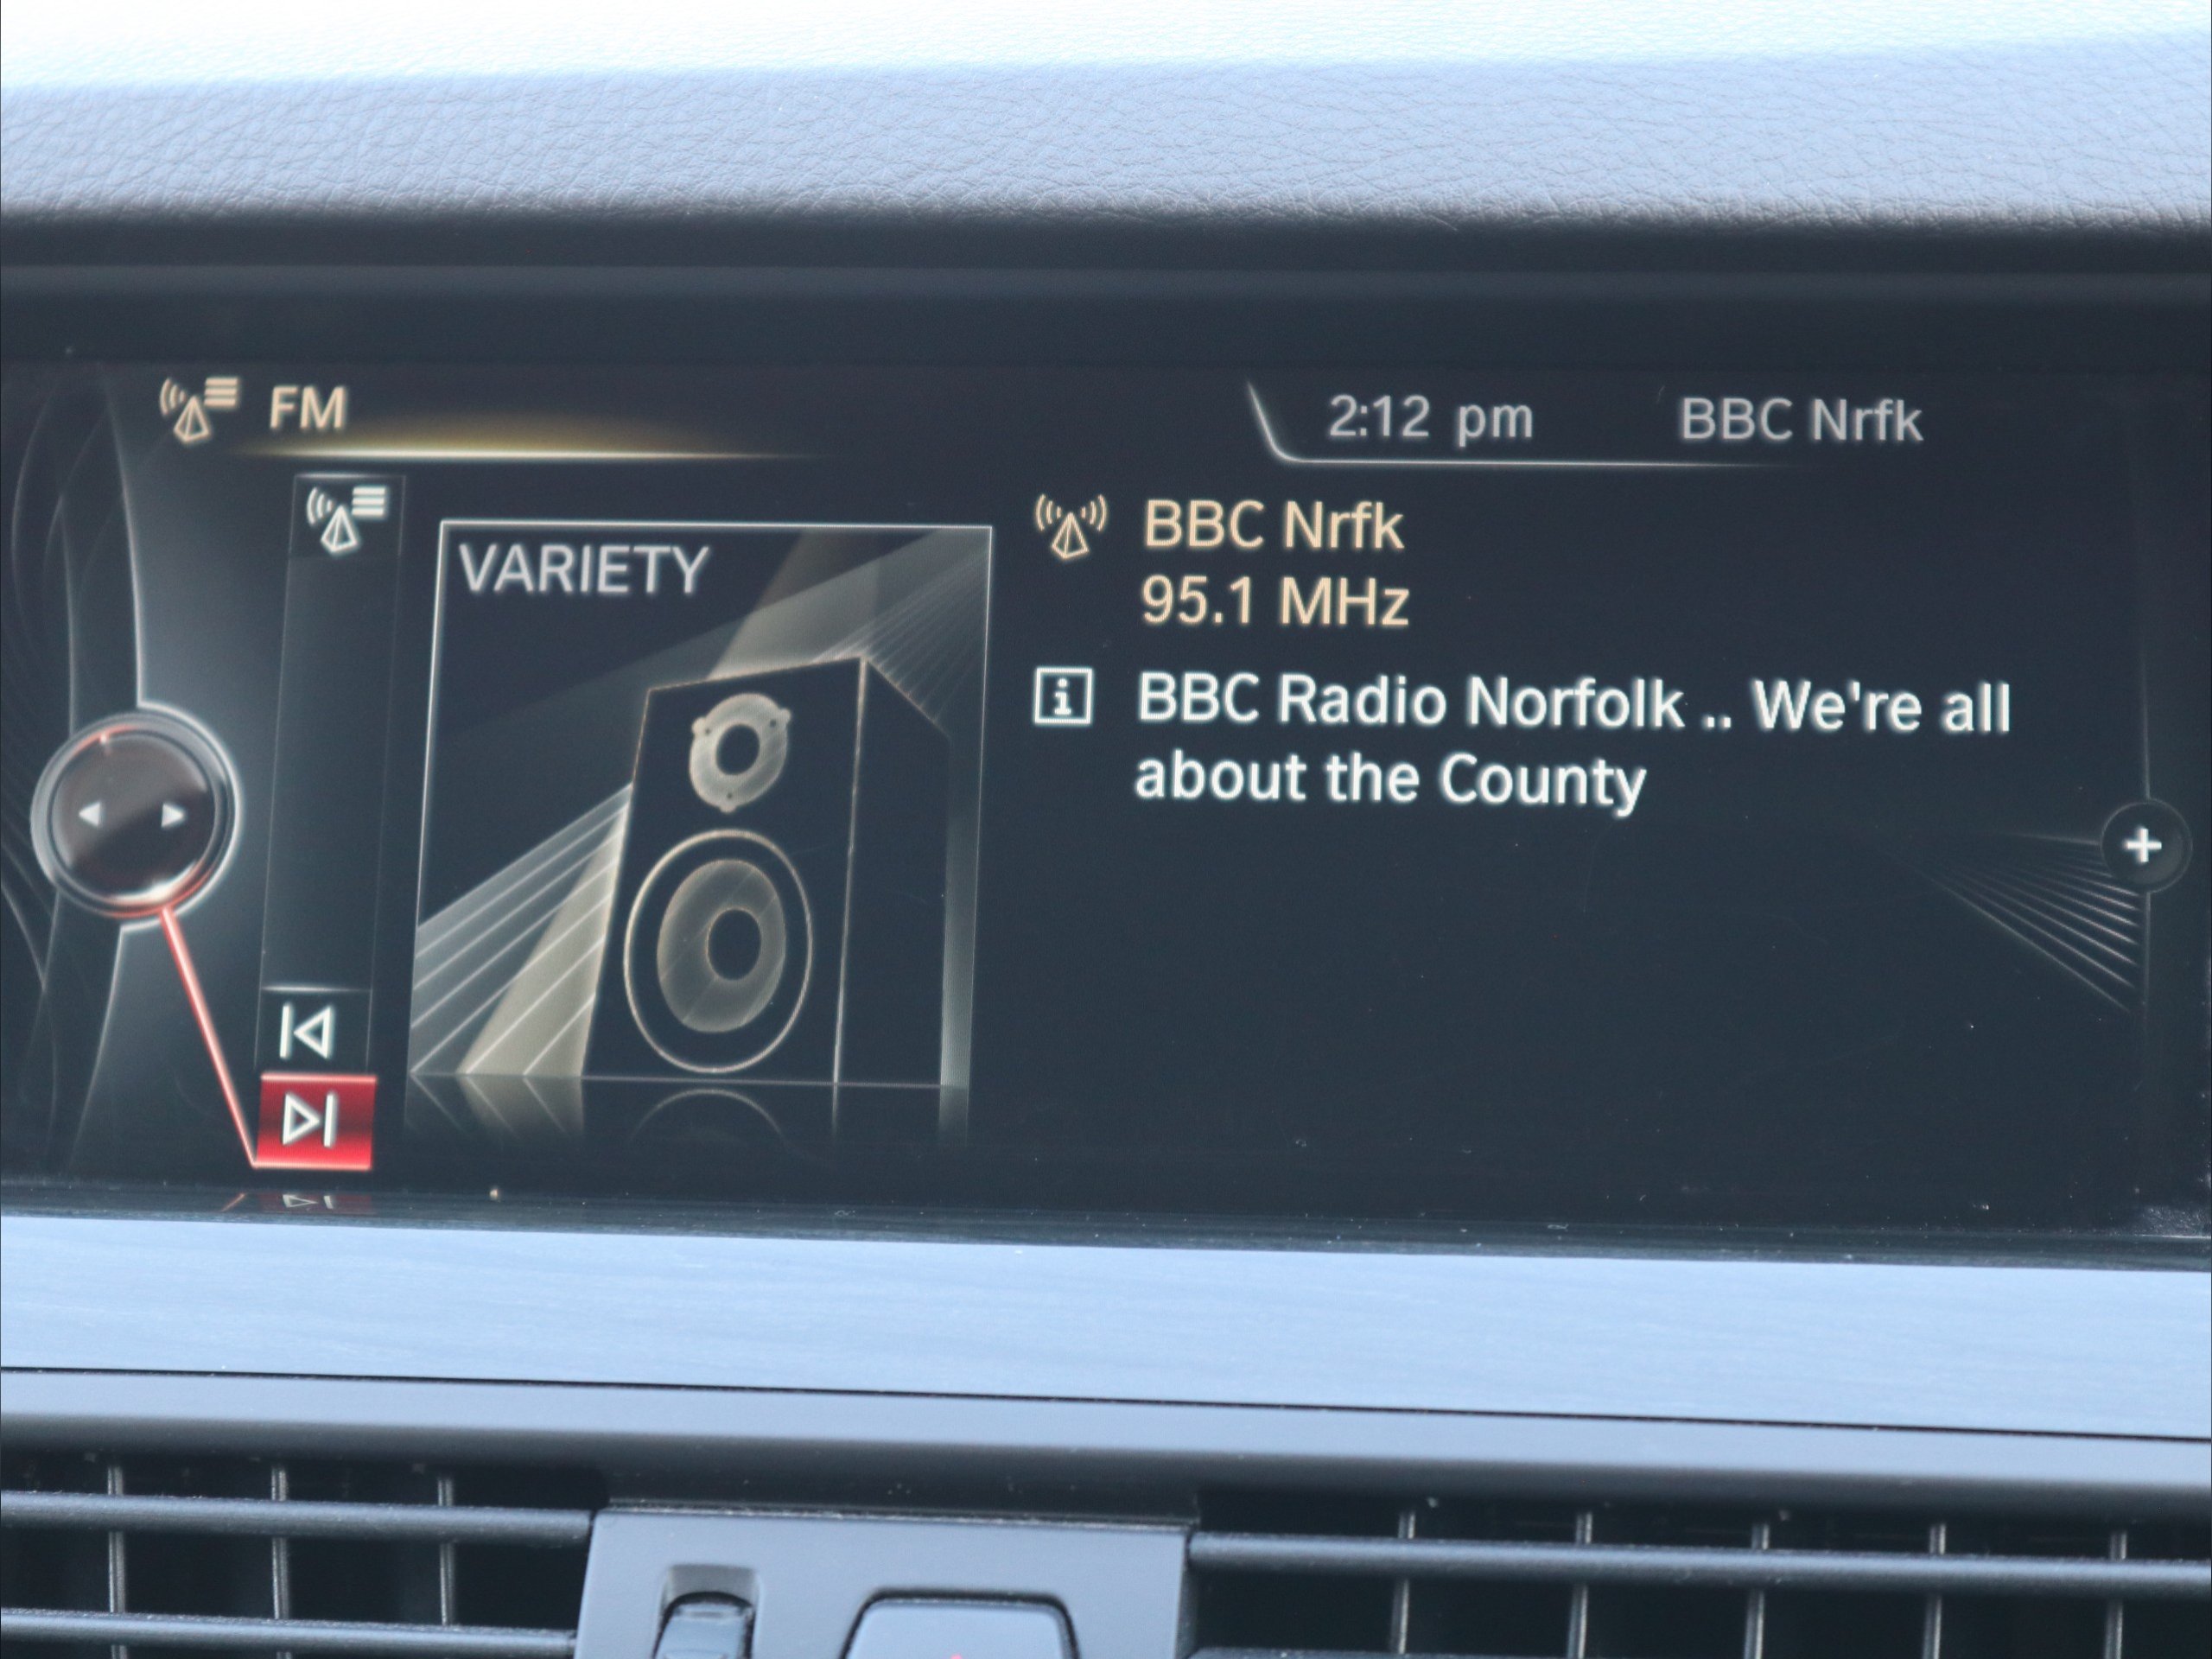 FM
2:12 pm BBC Nrfk
VARIETY
BBC Nrfk
95.1 MHz
BBC Radio Norfolk .. We're all
about the County